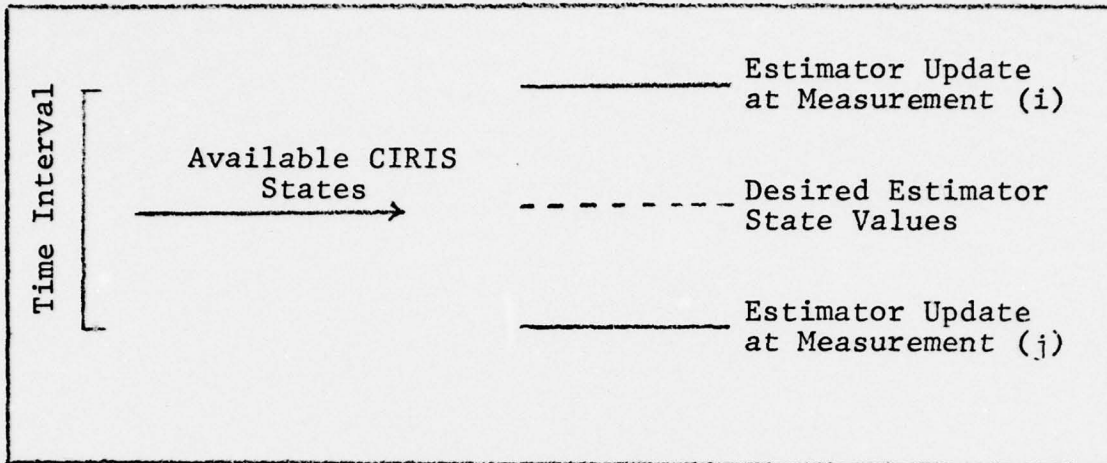 Time Interval
Available CIRIS
States
Estimator Update
at Measurement (i)
Desired Estimator
State Values
Estimator Update
at Measurement (j)